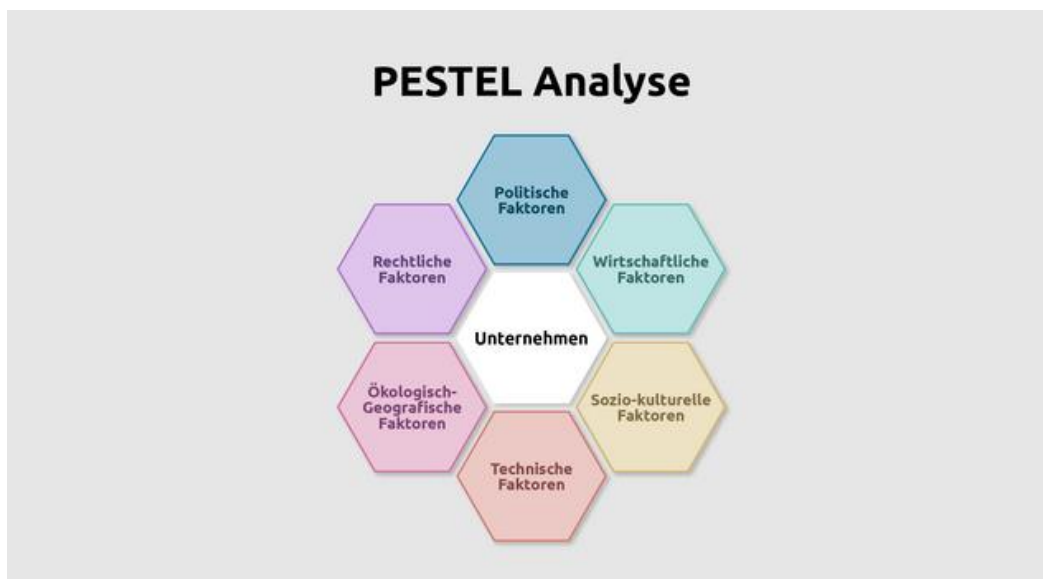 PESTEL Analyse
Politische
Faktoren
Rechtliche
Faktoren
Wirtschaftliche
Faktoren
Unternehmen
Ökologisch-
Geografische
Faktoren
Sozio-kulturelle
Faktoren
Technische
Faktoren